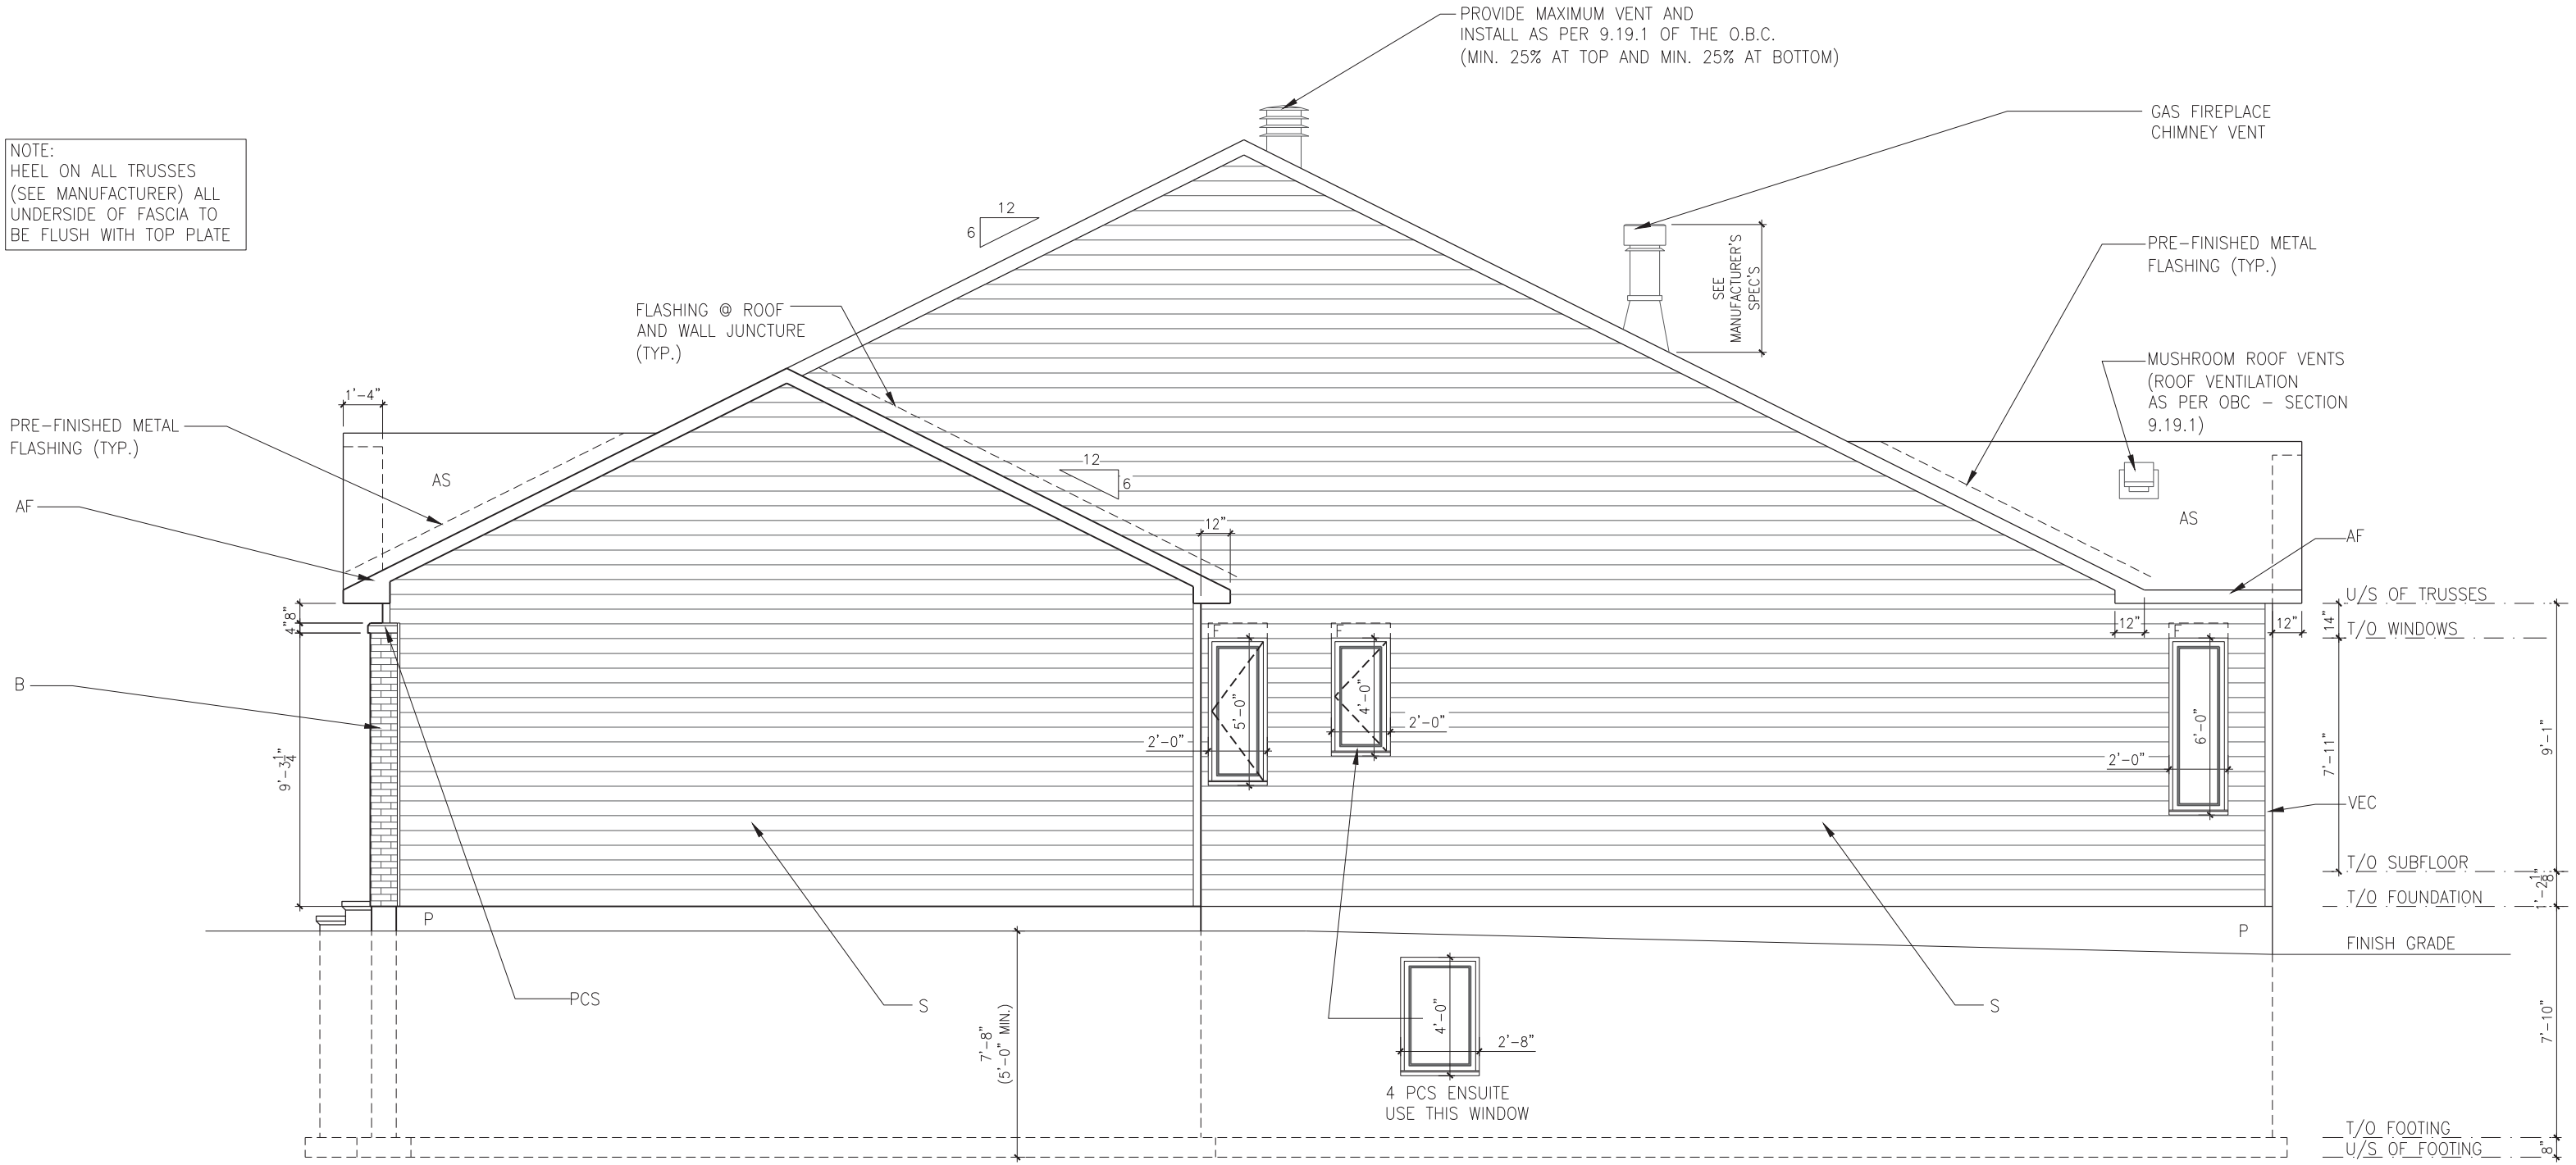 PROVIDE MAXIMUM VENT AND
INSTALL AS PER 9.19.1 OF THE O.B.C.
(MIN. 25% AT TOP AND MIN. 25% AT BOTTOM)
GAS FIREPLACE
CHIMNEY VENT
NOTE:
HEEL ON ALL TRUSSES
(SEE MANUFACTURER) ALL
UNDERSIDE OF FASCIA TO
BE FLUSH WITH TOP PLATE
12
6
SEE
MANUFACTURER'S
SPEC'S
PRE-FINISHED METAL
FLASHING (TYP.)
FLASHING @ ROOF
AND WALL JUNCTURE
(TYP.)
MUSHROOM ROOF VENTS
(ROOF VENTILATION
AS PER OBC - SECTION
9.19.1)
1'-4"
PRE-FINISHED METAL
FLASHING (TYP.)
AS
12
6
AF
12"
AS
AF
U/S OF TRUSSES
8"
4"
F
F
12"
F
12"
14"
T/O WINDOWS
B
9'-3 1/4"
2'-0"
5'-0"
4'-0"
2'-0"
2'-0"
6'-0"
7'-11"
9'-1"
VEC
T/O SUBFLOOR
1'-2 1/8"
T/O FOUNDATION
P
P
FINISH GRADE
PCS
S
7'-8"
(5'-0" MIN.)
4'-0"
2'-8"
S
7'-10"
4 PCS ENSUITE
USE THIS WINDOW
T/O FOOTING
U/S OF FOOTING
8"